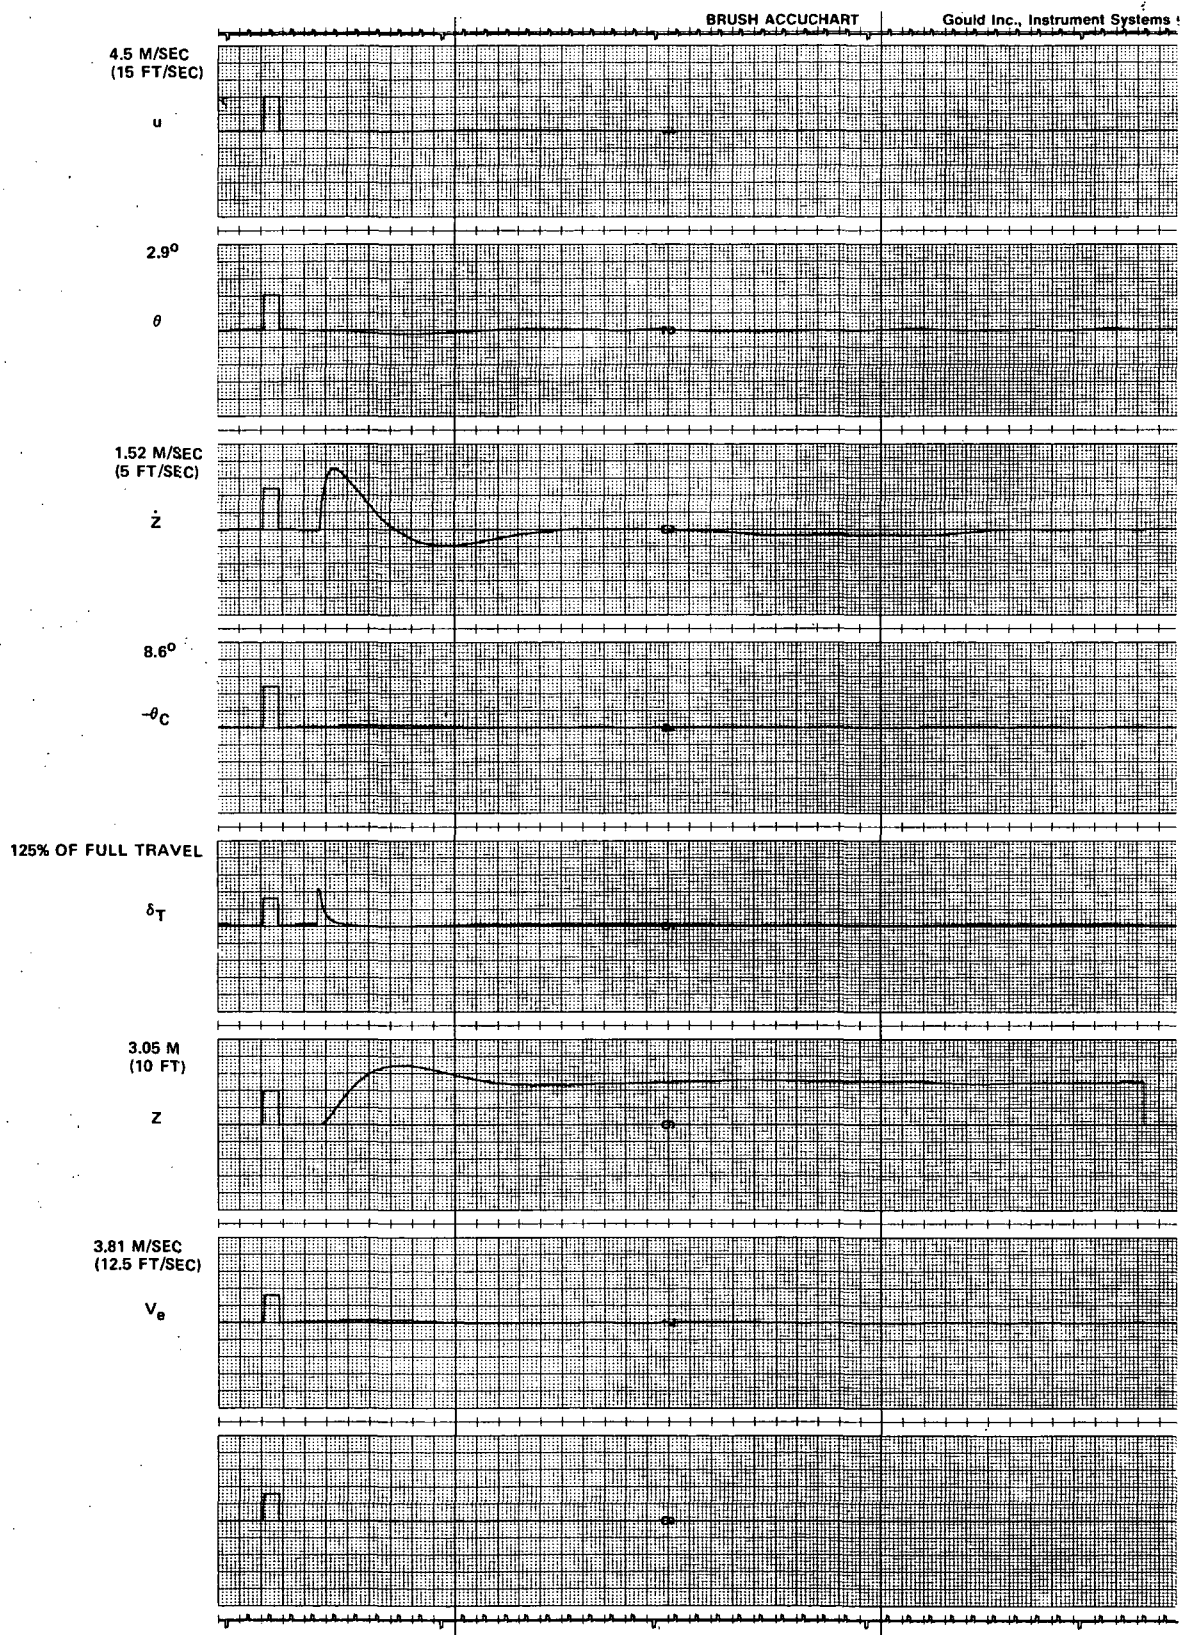 BRUSH ACCUCHART
Gould Inc., Instrument Systems
4.5 M/SEC
(15 FT/SEC)
u
2.9°
θ
1.52 M/SEC
(5 FT/SEC)
Ż
8.6°
-θC
125% OF FULL TRAVEL
δT
3.05 M
(10 FT)
Z
3.81 M/SEC
(12.5 FT/SEC)
Ve